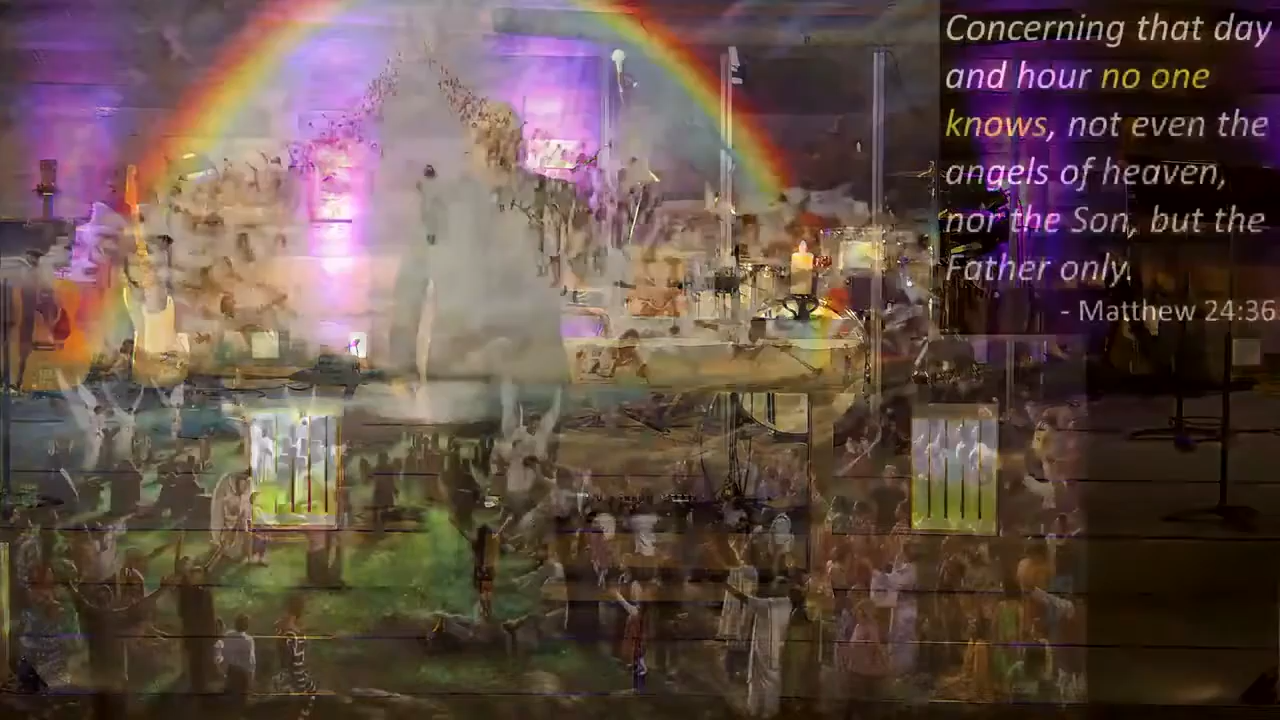 Concerning that day
and hour no one
knows, not even the
angels of heaven,
nor the Son, but the
Father only.
- Matthew 24:36